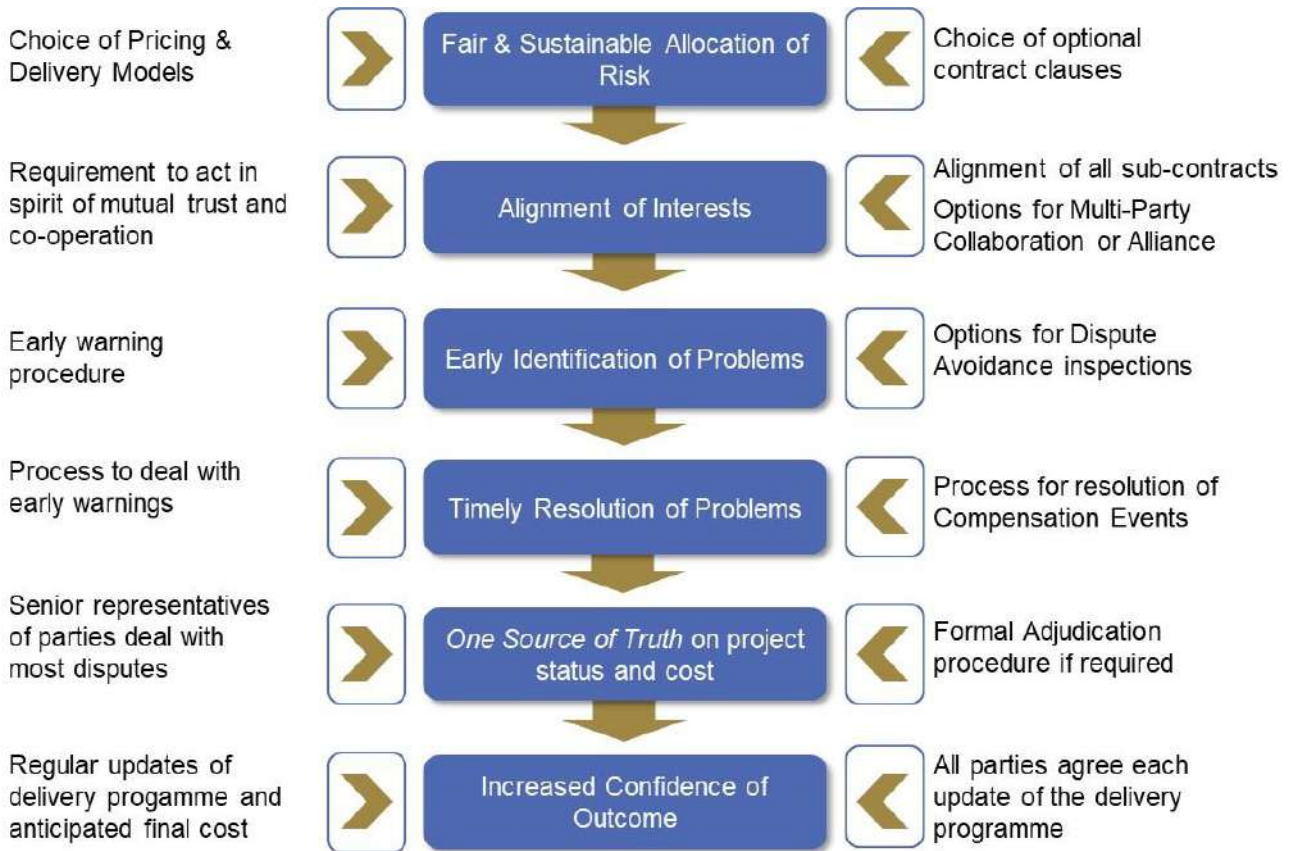 Choice of Pricing &
Delivery Models
Fair & Sustainable Allocation of
Risk
Choice of optional
contract clauses
Requirement to act in
spirit of mutual trust and
co-operation
Alignment of Interests
Alignment of all sub-contracts
Options for Multi-Party
Collaboration or Alliance
Early warning
procedure
Early Identification of Problems
Options for Dispute
Avoidance inspections
Process to deal with
early warnings
Timely Resolution of Problems
Process for resolution of
Compensation Events
Senior representatives
of parties deal with
most disputes
One Source of Truth on project
status and cost
Formal Adjudication
procedure if required
Regular updates of
delivery progamme and
anticipated final cost
Increased Confidence of
Outcome
All parties agree each
update of the delivery
programme